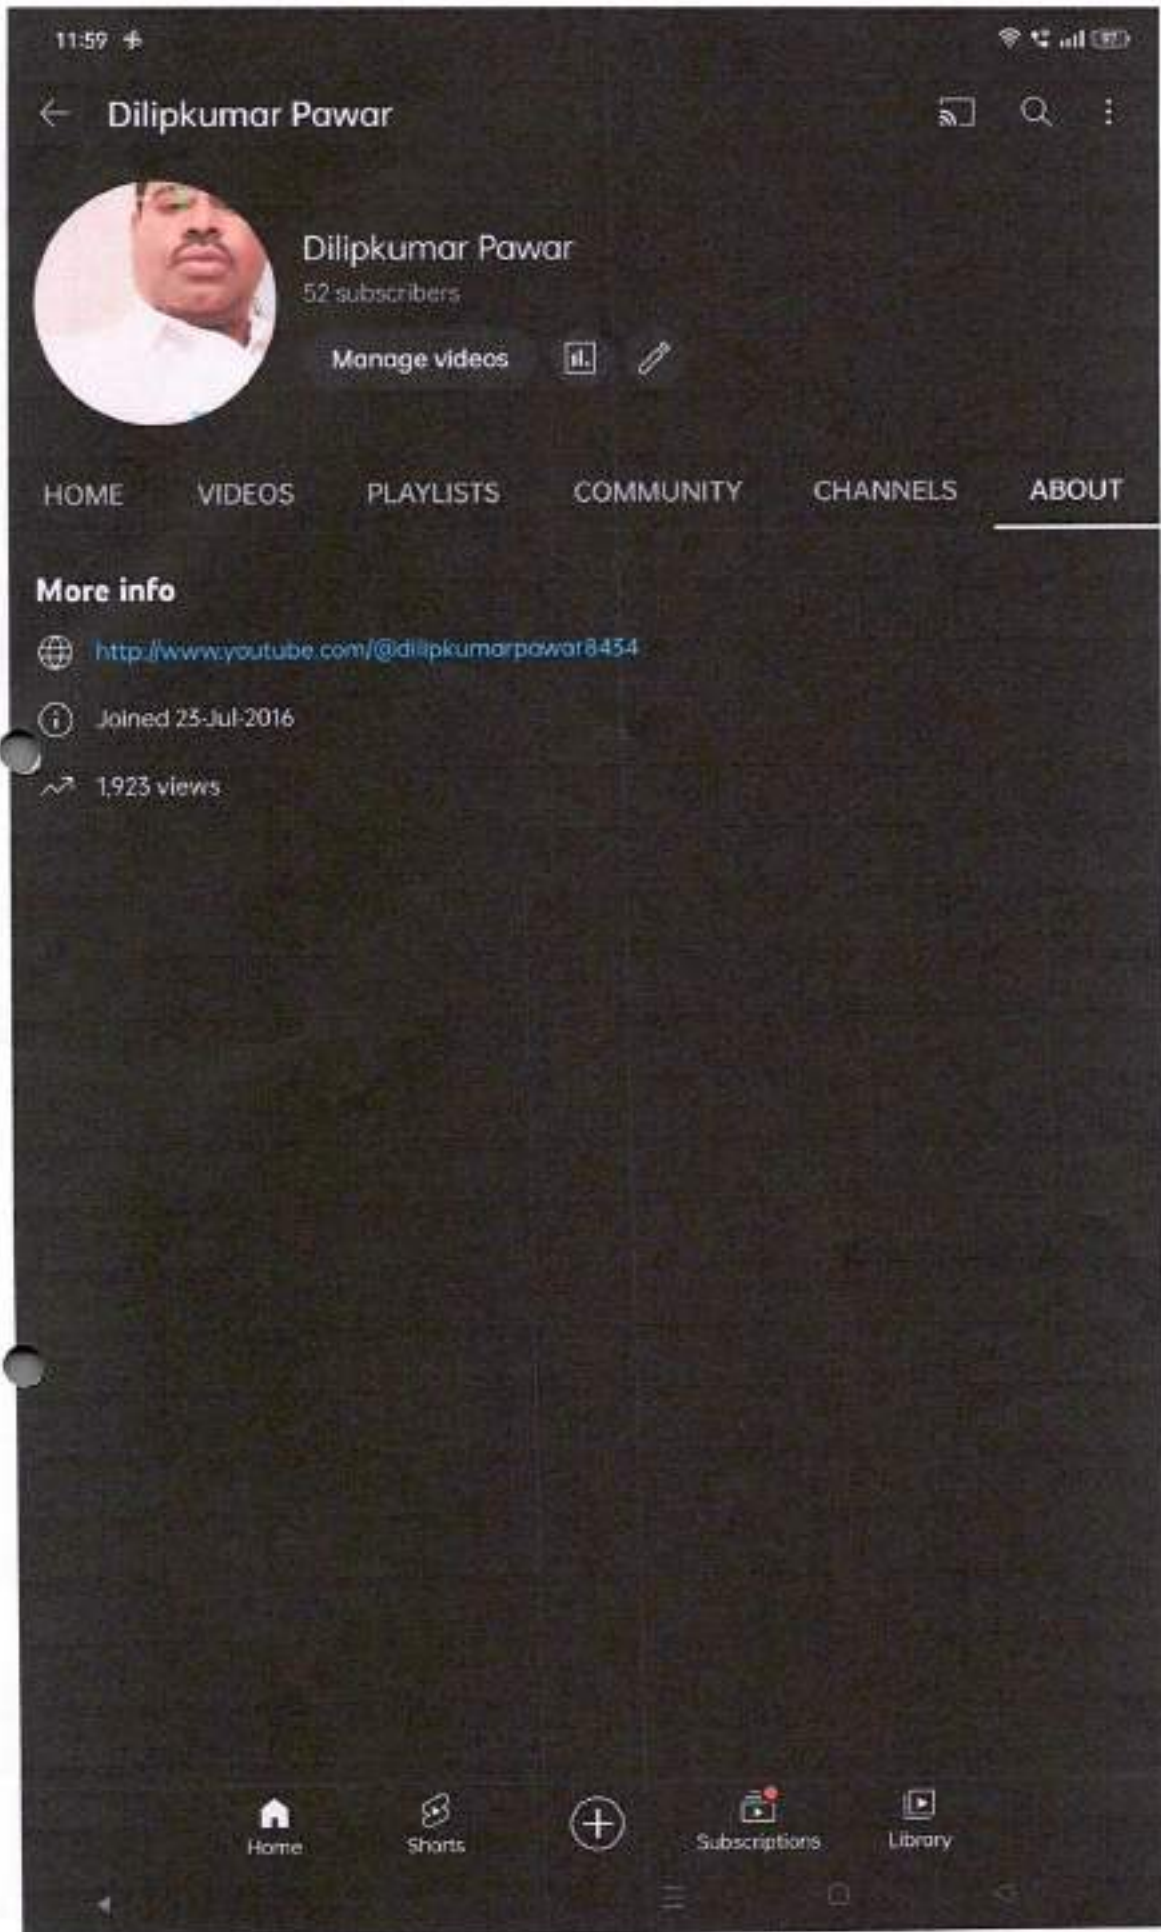 11:59
97
Dilipkumar Pawar
Dilipkumar Pawar
52 subscribers
Manage videos
HOME VIDEOS PLAYLISTS COMMUNITY CHANNELS ABOUT
More info
http://www.youtube.com/@dilipkumarpawar8434
Joined 23-Jul-2016
1,923 views
Home Shorts Subscriptions Library